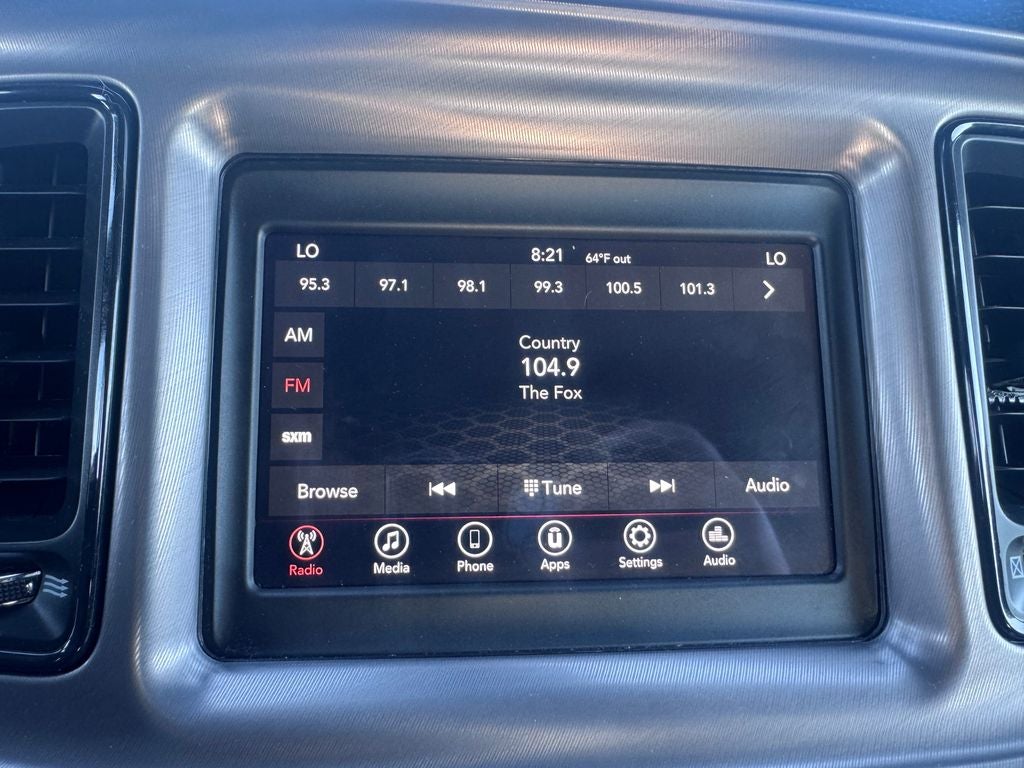 LO 8:21 64°F out LO
95.3 97.1 98.1 99.3 100.5 101.3
AM
Country
104.9
FM
The Fox
sxm
Browse Tune Audio
Radio Media Phone Apps Settings Audio